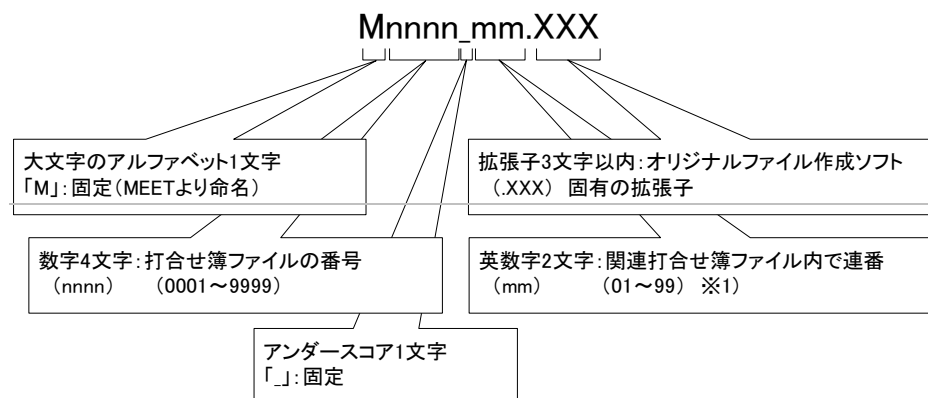 Mnnnn_mm.XXX
大文字のアルファベット1文字
「M」:固定(MEETより命名)
拡張子3文字以内:オリジナルファイル作成ソフト
(.XXX) 固有の拡張子
数字4文字:打合せ簿ファイルの番号
(nnnn) (0001～9999)
英数字2文字:関連打合せ簿ファイル内で連番
(mm) (01～99) ※1)
アンダースコア1文字
「_」:固定